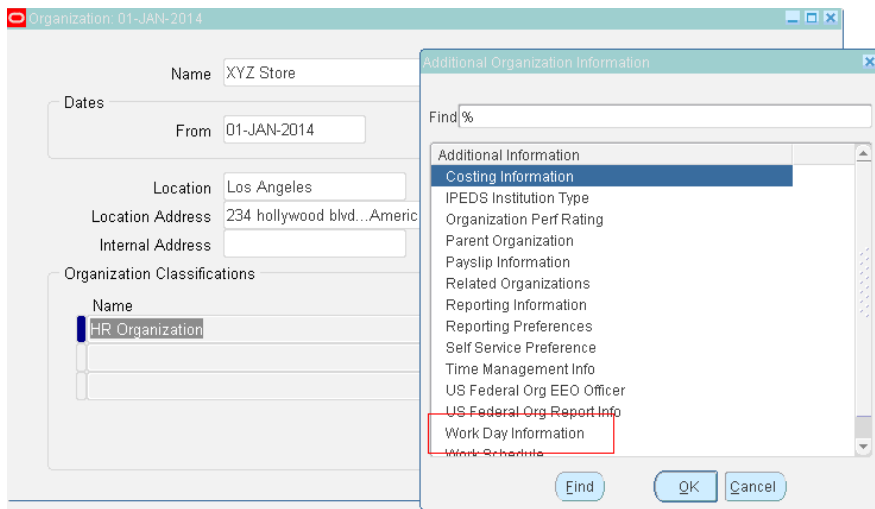 Organization: 01-JAN-2014
Name XYZ Store
Dates
From 01-JAN-2014
Location Los Angeles
Location Address 234 hollywood blvd...Americ
Internal Address
Organization Classifications
Name
HR Organization
Additional Organization Information
Find %
Additional Information
Costing Information
IPEDS Institution Type
Organization Perf Rating
Parent Organization
Payslip Information
Related Organizations
Reporting Information
Reporting Preferences
Self Service Preference
Time Management Info
US Federal Org EEO Officer
US Federal Org Report Info
Work Day Information
Work Schedule
Find OK Cancel